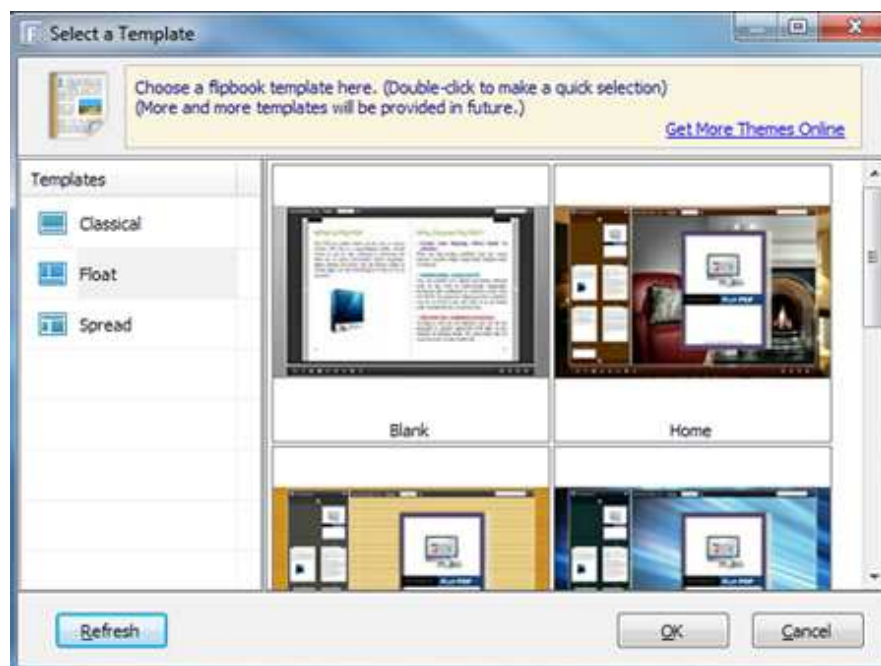 Select a Template
Choose a flipbook template here. (Double-click to make a quick selection)
(More and more templates will be provided in future.)
Get More Themes Online
Templates
Classical
Float
Spread
Blank
Home
Refresh
OK
Cancel